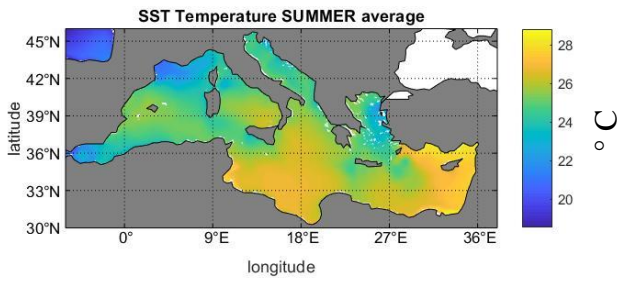 SST Temperature SUMMER average
45°N
42°N
39°N
36°N
33°N
30°N
latitude
0°
9°E
18°E
27°E
36°E
longitude
28
26
24
22
20
° C